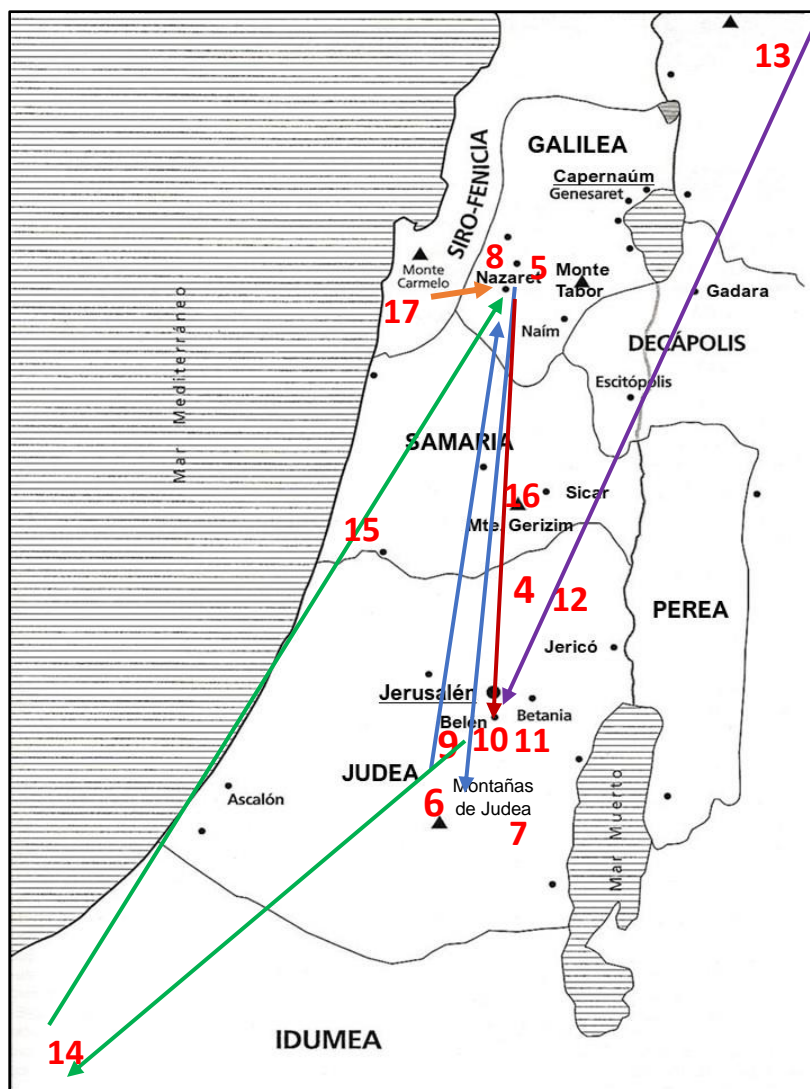 13
GALILEA
SIRO-FENICIA
Capernaúm
Genesaret
8
5
Monte
Carmelo
Nazaret
Monte
Tabor
17
Gadara
Naím
DECÁPOLIS
Mar Mediterráneo
Escitópolis
SAMARIA
16
Sicar
Mte. Gerizim
15
4
12
PEREA
Jericó
Jerusalén
Betania
Belén
9
10
11
JUDEA
Montañas
de Judea
Ascalón
6
7
Mar Muerto
14
IDUMEA